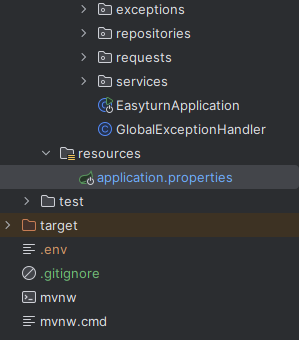 exceptions
repositories
requests
services
EasyturnApplication
GlobalExceptionHandler
resources
application.properties
test
target
.env
.gitignore
mvnw
mvnw.cmd